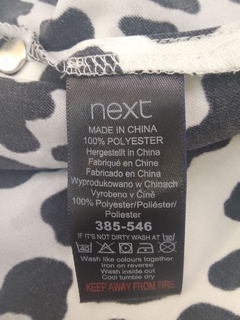 next
MADE IN CHINA
100% POLYESTER
Hergestellt in China
Fabriqué en Chine
Fabricado en China
Wyprodukowano w Chinach
Vyrobeno v Číně
100% Polyester/Poliéster/
Poliester
385-546
IF IT'S NOT DIRTY WASH AT
Wash like colours together
Iron on reverse
Wash inside out
Cool tumble dry
KEEP AWAY FROM FIRE